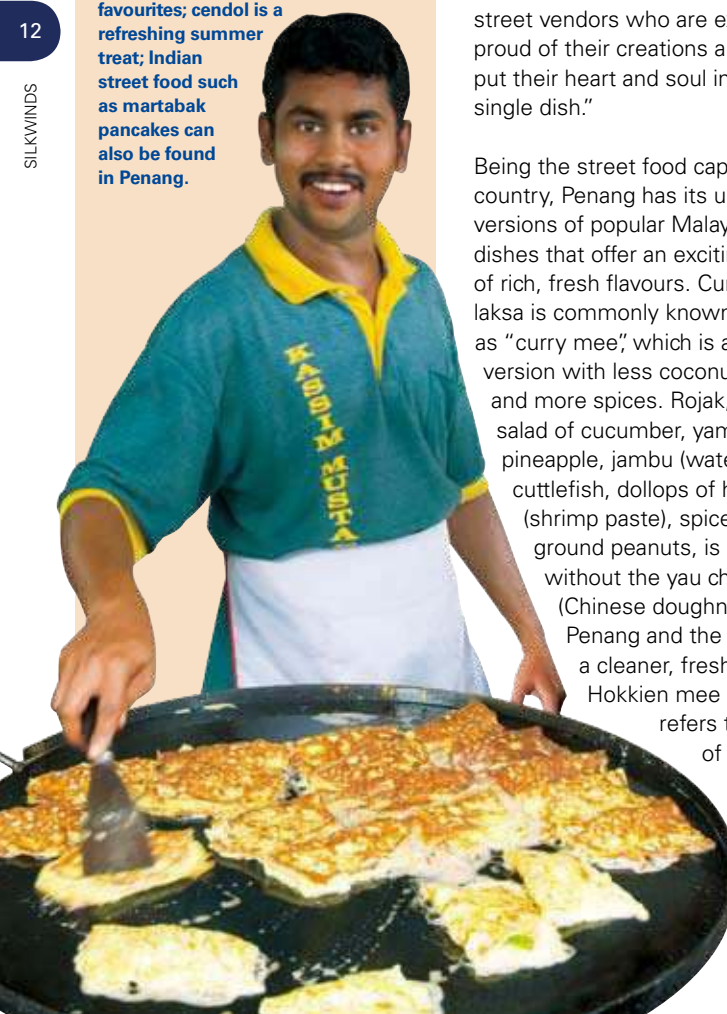 12
SILKWINDS
favourites; cendol is a
refreshing summer
treat; Indian
street food such
as martabak
pancakes can
also be found
in Penang.
KASSIM MUSTA
street vendors who are e
proud of their creations a
put their heart and soul in
single dish.”
Being the street food cap
country, Penang has its u
versions of popular Malay
dishes that offer an exciti
of rich, fresh flavours. Cur
laksa is commonly known
as “curry mee”, which is a
version with less coconu
and more spices. Rojak,
salad of cucumber, yam
pineapple, jambu (wate
cuttlefish, dollops of h
(shrimp paste), spice
ground peanuts, is
without the yau ch
(Chinese doughn
Penang and the
a cleaner, fresh
Hokkien mee
refers t
of